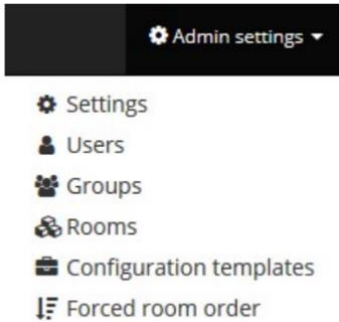 Admin settings
Settings
Users
Groups
Rooms
Configuration templates
Forced room order